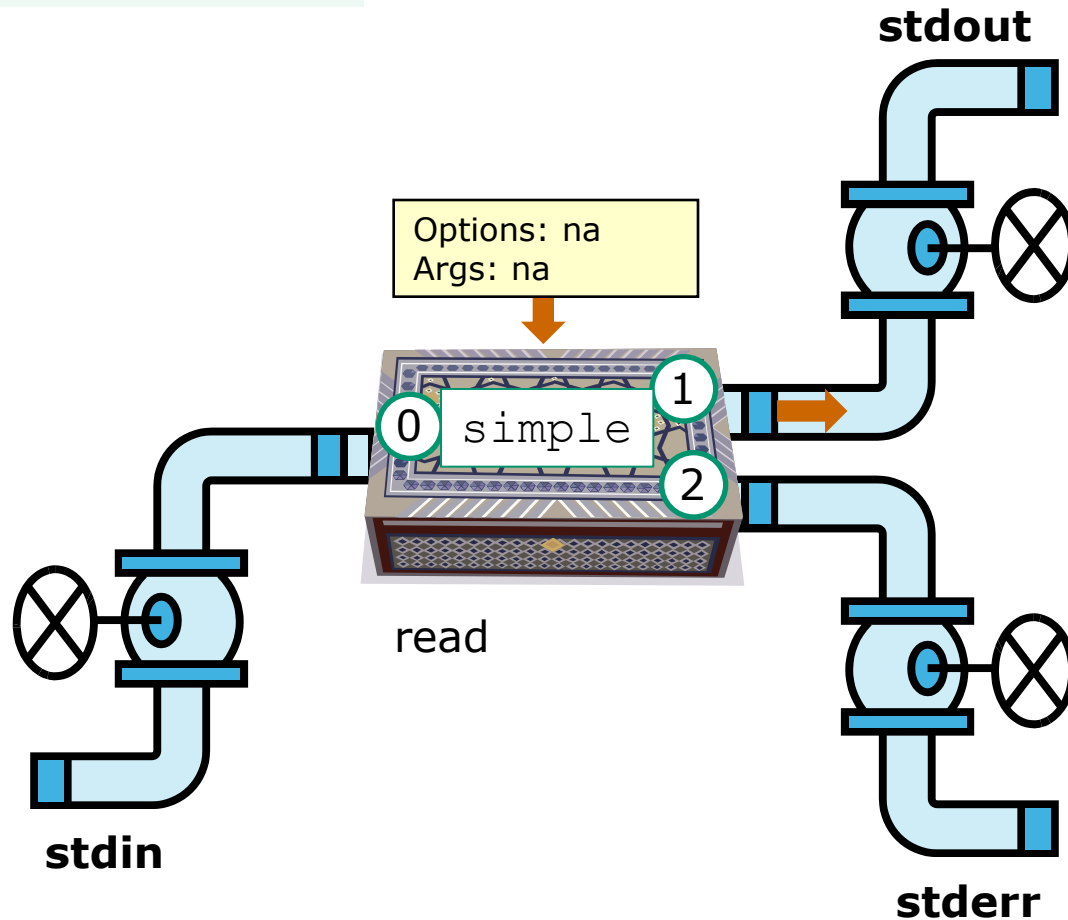 stdout
Options: na
Args: na
0
simple
1
2
read
stdin
stderr